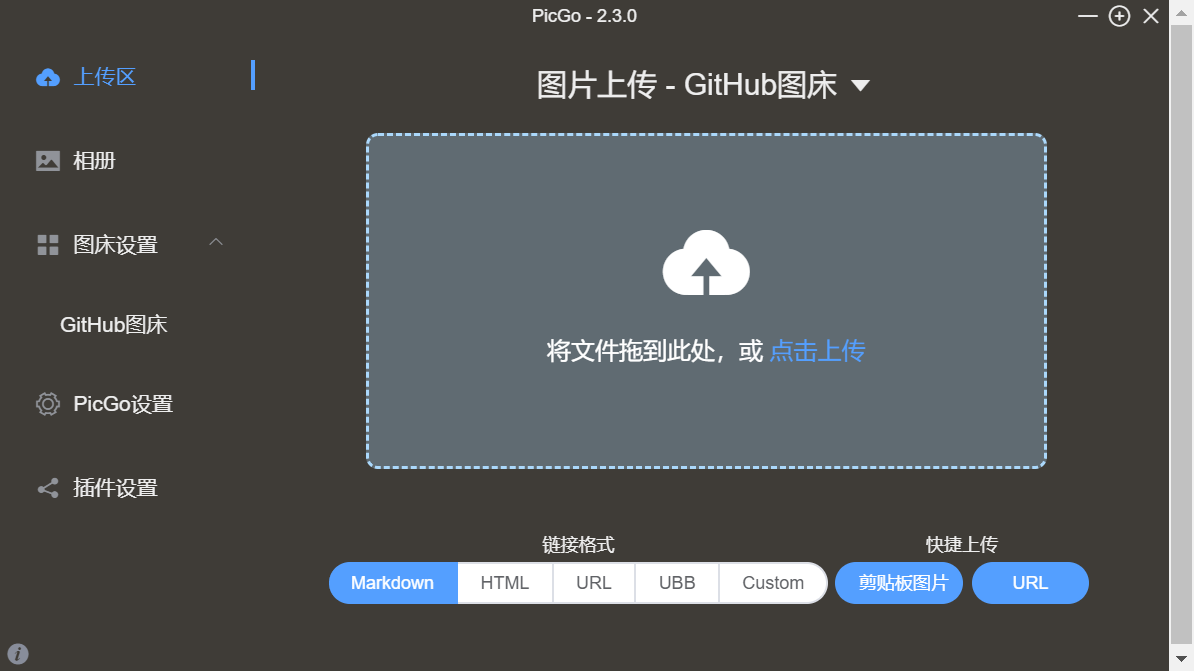 PicGo - 2.3.0
上传区
图片上传 - GitHub图床
相册
图床设置
GitHub图床
将文件拖到此处，或 点击上传
PicGo设置
插件设置
链接格式
快捷上传
Markdown HTML URL UBB Custom 剪贴板图片 URL